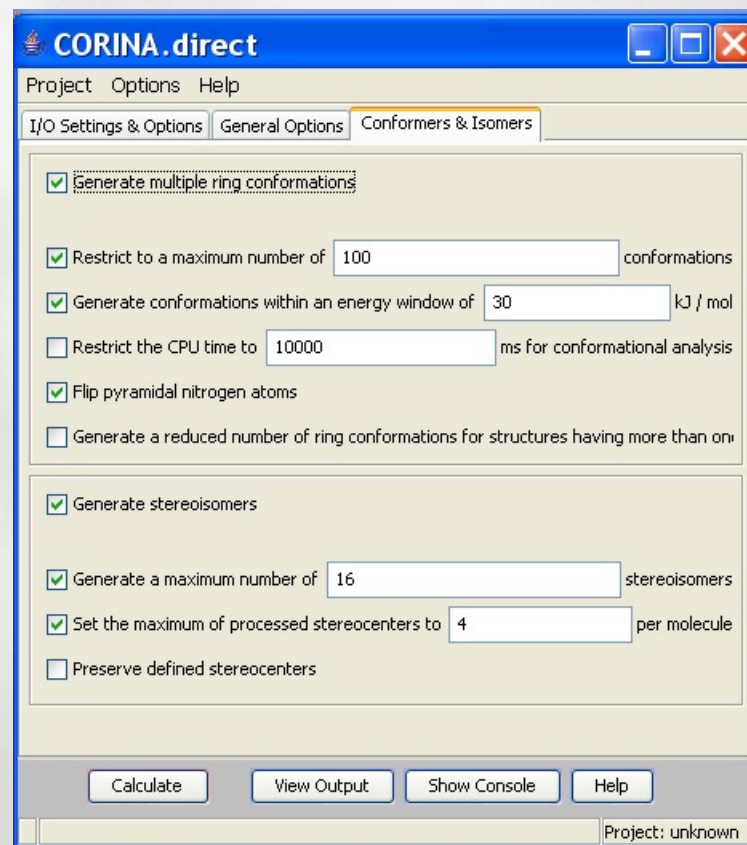 CORINA.direct
Project Options Help
I/O Settings & Options General Options Conformers & Isomers
Generate multiple ring conformations
Restrict to a maximum number of 100 conformations
Generate conformations within an energy window of 30 kJ / mol
Restrict the CPU time to 10000 ms for conformational analysis
Flip pyramidal nitrogen atoms
Generate a reduced number of ring conformations for structures having more than
Generate stereoisomers
Generate a maximum number of 16 stereoisomers
Set the maximum of processed stereocenters to 4 per molecule
Preserve defined stereocenters
Calculate View Output Show Console Help
Project: unknown